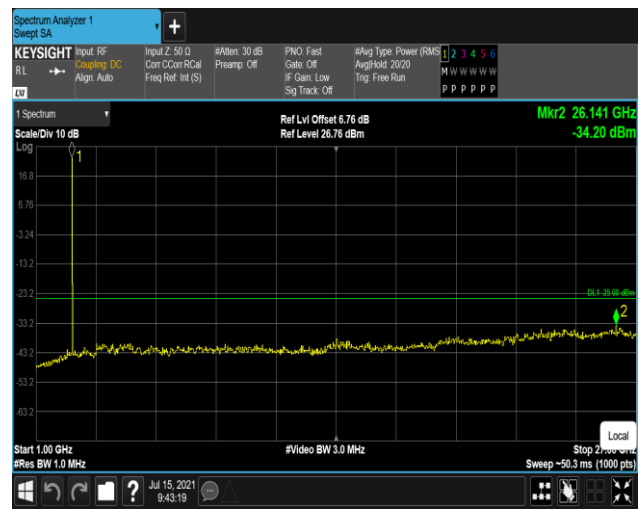 Spectrum Analyzer 1
Swept SA
+
KEYSIGHT
RL
LXI
Input: RF
Coupling: DC
Align: Auto
Input Z: 50 Ω
Corr CCorr RCal
Freq Ref: Int (S)
#Atten: 30 dB
Preamp: Off
PNO: Fast
Gate: Off
IF Gain: Low
Sig Track: Off
#Avg Type: Power (RMS
Avg|Hold: 20/20
Trig: Free Run
1 2 3 4 5 6
M W W W W W
P P P P P P
1 Spectrum
Scale/Div 10 dB
Log
Ref Lvl Offset 6.76 dB
Ref Level 26.76 dBm
Mkr2 26.141 GHz
-34.20 dBm
1
16.8
6.76
-3.24
-13.2
-23.2
DL1 -25.00 dBm
2
-33.2
-43.2
-53.2
-63.2
Local
Start 1.00 GHz
#Video BW 3.0 MHz
#Res BW 1.0 MHz
Sweep ~50.3 ms (1000 pts)
?
Jul 15, 2021
9:43:19